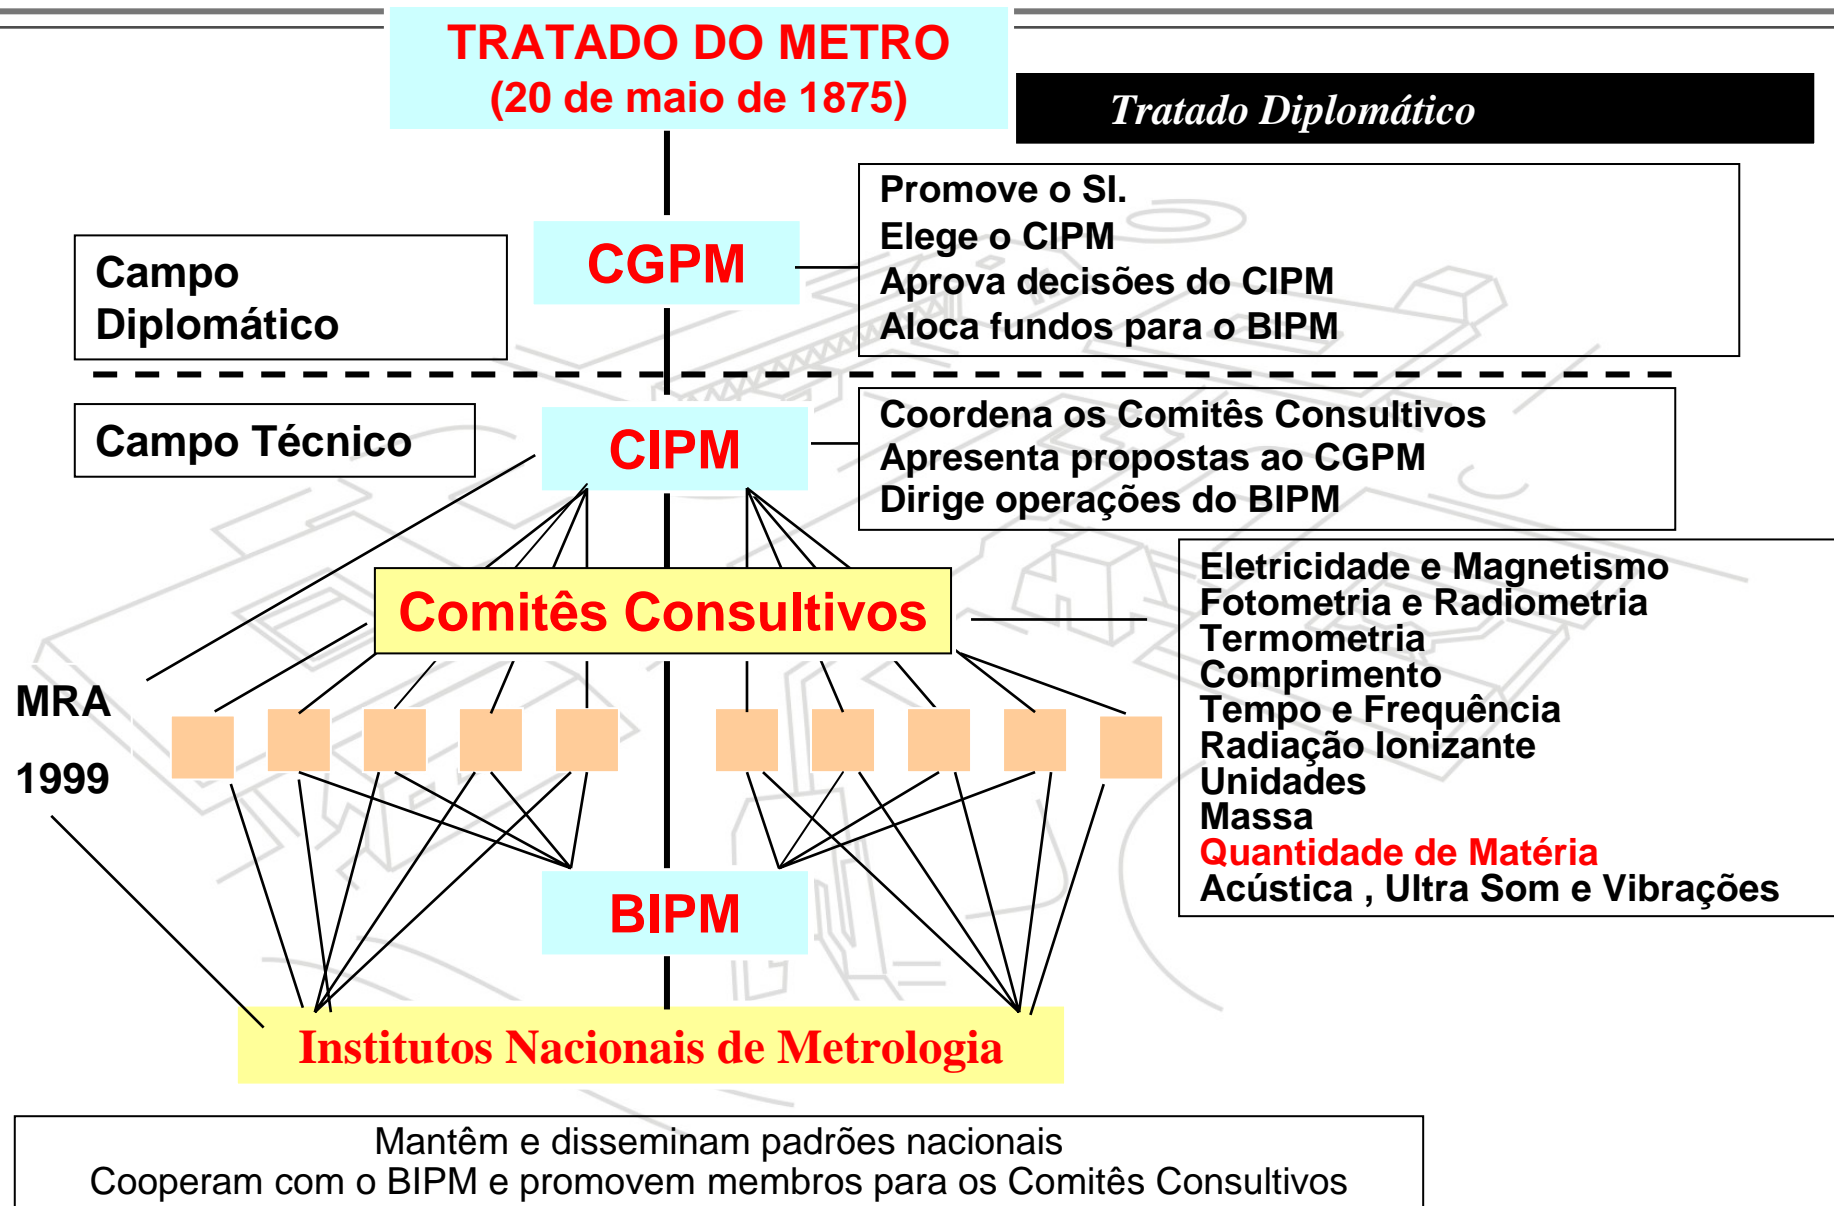 TRATADO DO METRO
(20 de maio de 1875)
Tratado Diplomático
CGPM
Promove o SI.
Elege o CIPM
Aprova decisões do CIPM
Aloca fundos para o BIPM
Campo
Diplomático
Campo Técnico
CIPM
Coordena os Comitês Consultivos
Apresenta propostas ao CGPM
Dirige operações do BIPM
Comitês Consultivos
Eletricidade e Magnetismo
Fotometria e Radiometria
Termometria
Comprimento
Tempo e Frequência
Radiação Ionizante
Unidades
Massa
Quantidade de Matéria
Acústica , Ultra Som e Vibrações
MRA
1999
BIPM
Institutos Nacionais de Metrologia
Mantêm e disseminam padrões nacionais
Cooperam com o BIPM e promovem membros para os Comitês Consultivos